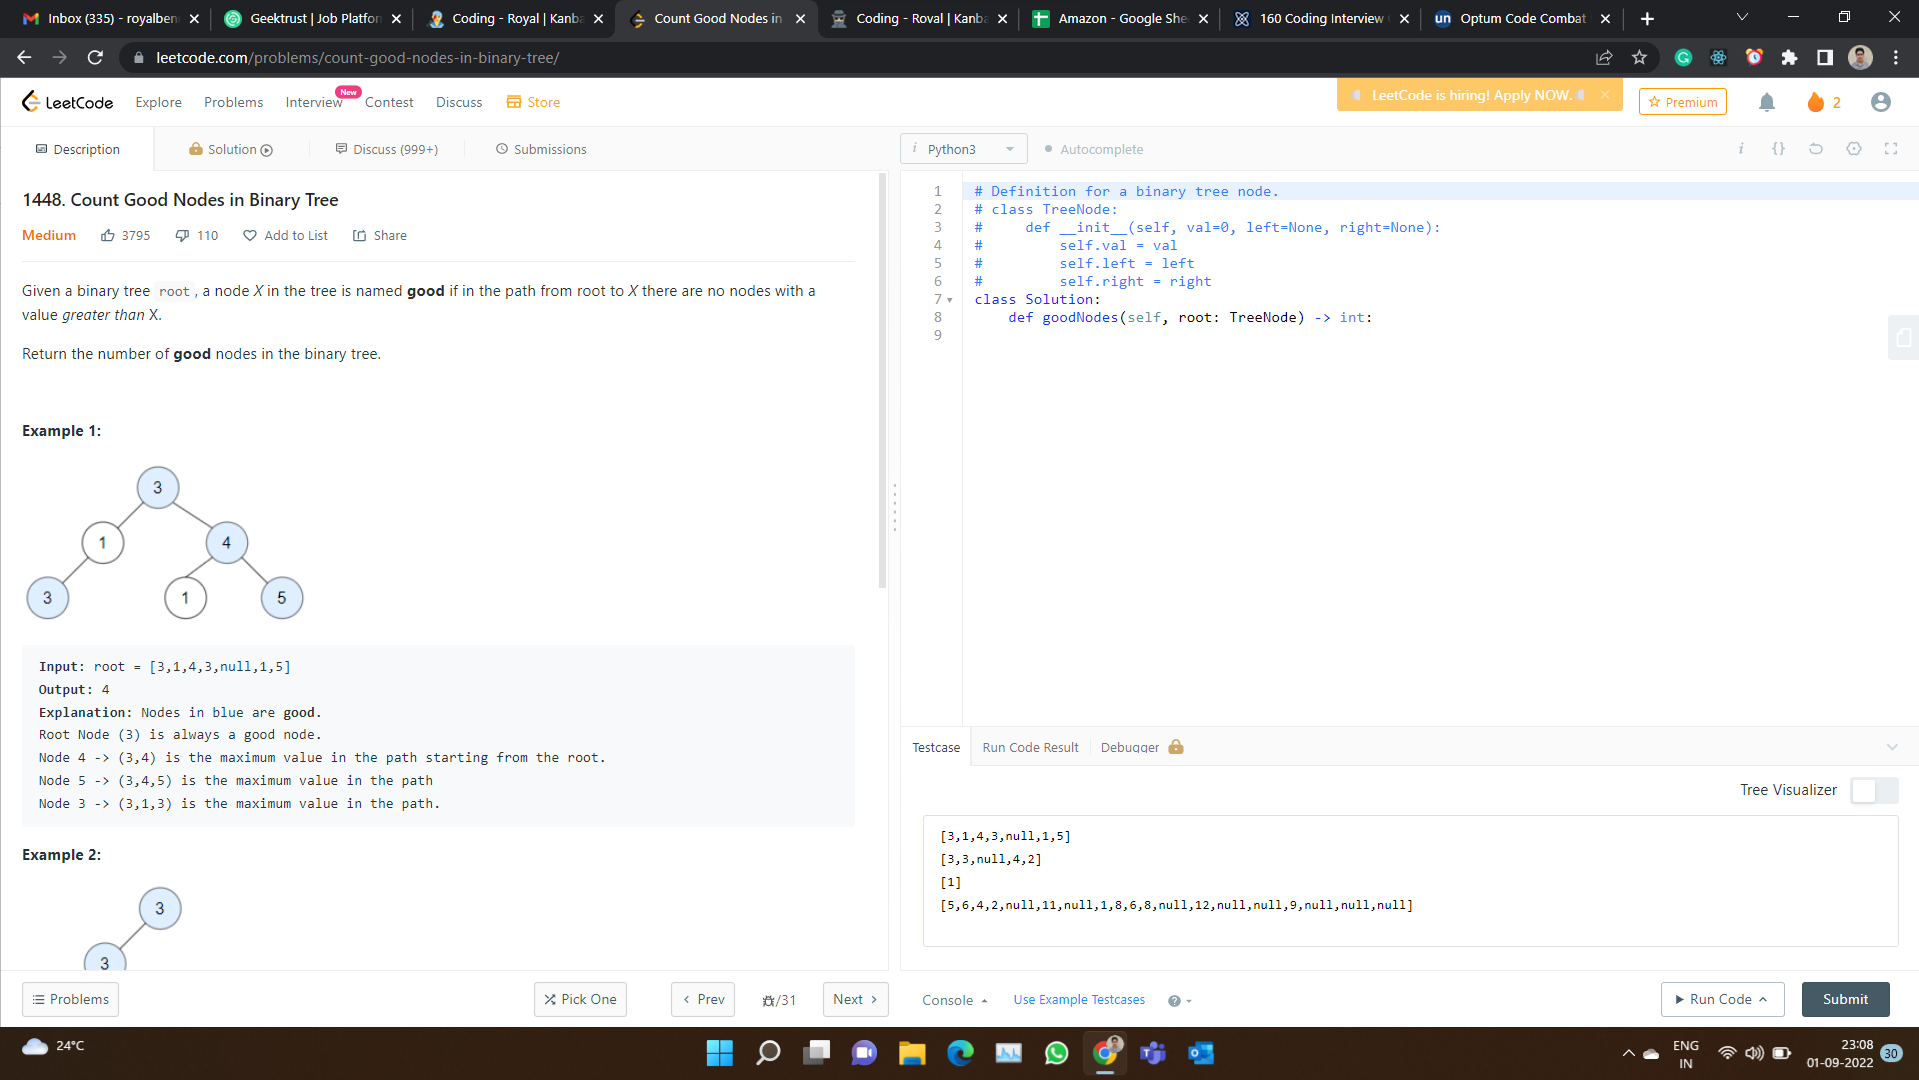 Inbox (335) - royalben
Geektrust | Job Platfor
Coding - Royal | Kanba
Count Good Nodes in
Coding - Royal | Kanba
Amazon - Google She
160 Coding Interview
Optum Code Combat
leetcode.com/problems/count-good-nodes-in-binary-tree/
LeetCode
Explore
Problems
Interview
New
Contest
Discuss
Store
LeetCode is hiring! Apply NOW.
Premium
2
Description
Solution
Discuss (999+)
Submissions
i Python3
Autocomplete
i {}
1448. Count Good Nodes in Binary Tree
Medium 3795 110 Add to List Share
Given a binary tree root, a node X in the tree is named good if in the path from root to X there are no nodes with a
value greater than X.
Return the number of good nodes in the binary tree.
Example 1:
3
1 4
3 1 5
Input: root = [3,1,4,3,null,1,5]
Output: 4
Explanation: Nodes in blue are good.
Root Node (3) is always a good node.
Node 4 -> (3,4) is the maximum value in the path starting from the root.
Node 5 -> (3,4,5) is the maximum value in the path
Node 3 -> (3,1,3) is the maximum value in the path.
Example 2:
3
3
Problems
Pick One
Prev
/31
Next
1 # Definition for a binary tree node.
2 # class TreeNode:
3 #     def __init__(self, val=0, left=None, right=None):
4 #         self.val = val
5 #         self.left = left
6 #         self.right = right
7 class Solution:
8     def goodNodes(self, root: TreeNode) -> int:
9
Testcase
Run Code Result
Debugger
Tree Visualizer
[3,1,4,3,null,1,5]
[3,3,null,4,2]
[1]
[5,6,4,2,null,11,null,1,8,6,8,null,12,null,null,9,null,null,null]
Console
Use Example Testcases
?
Run Code
Submit
24°C
ENG
IN
23:08
01-09-2022
30